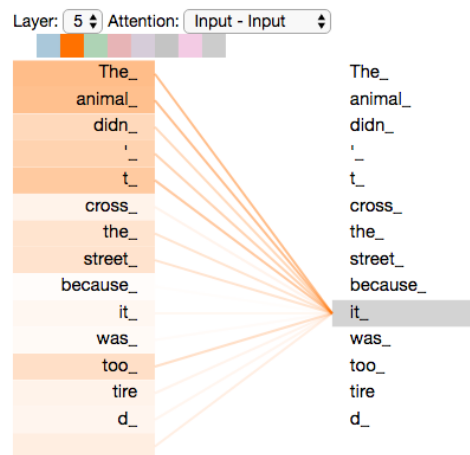 Layer: 5 Attention: Input - Input
The_ The_
animal_ animal_
didn_ didn_
'_ '_
t_ t_
cross_ cross_
the_ the_
street_ street_
because_ because_
it_ it_
was_ was_
too_ too_
tire tire
d_ d_